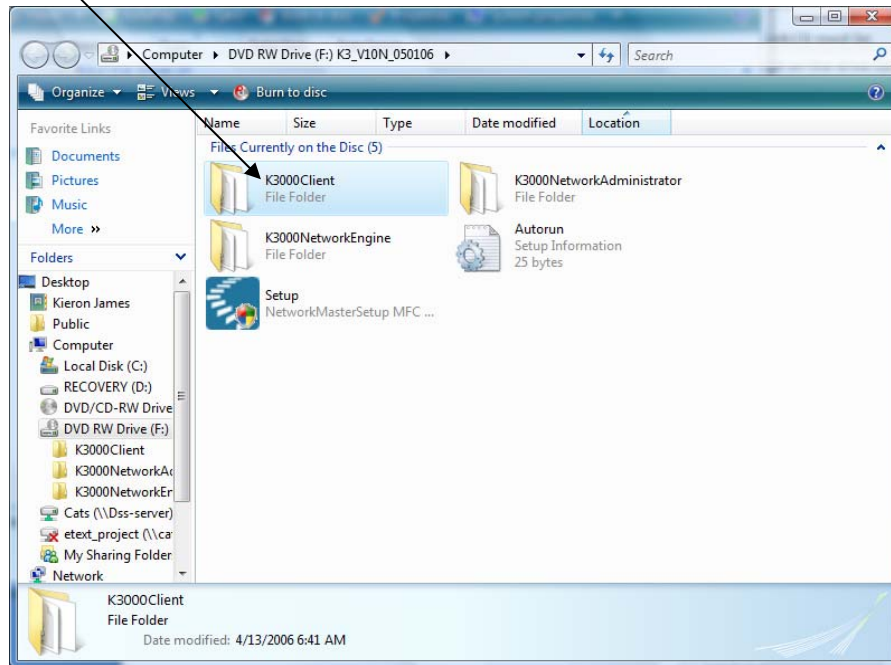 Computer ▸ DVD RW Drive (F:) K3_V10N_050106 ▸
Search
Organize Views Burn to disc
Favorite Links
Documents
Pictures
Music
More »
Folders
Desktop
Kieron James
Public
Computer
Local Disk (C:)
RECOVERY (D:)
DVD/CD-RW Drive
DVD RW Drive (F:)
K3000Client
K3000NetworkAd
K3000NetworkEn
Cats (\\Dss-server)
etext_project (\\cat
My Sharing Folder
Network
Name Size Type Date modified Location
Files Currently on the Disc (5)
K3000Client
File Folder
K3000NetworkAdministrator
File Folder
K3000NetworkEngine
File Folder
Autorun
Setup Information
25 bytes
Setup
NetworkMasterSetup MFC ...
K3000Client
File Folder
Date modified: 4/13/2006 6:41 AM